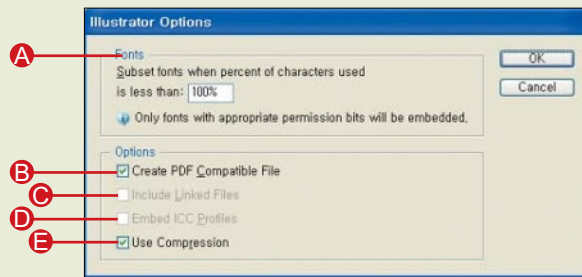 Illustrator Options
A
Fonts
Subset fonts when percent of characters used
is less than: 100%
Only fonts with appropriate permission bits will be embedded.
OK
Cancel
Options
B
Create PDF Compatible File
C
Include Linked Files
D
Embed ICC Profiles
E
Use Compression